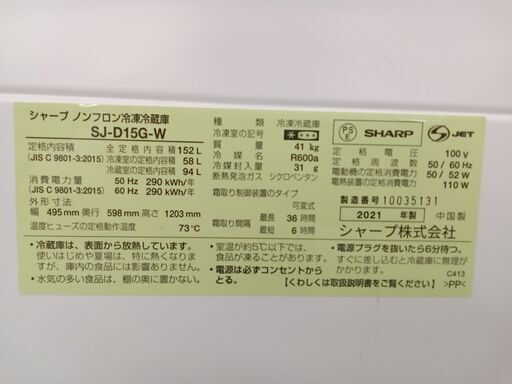 シャープ ノンフロン冷凍冷蔵庫
SJ-D15G-W
定格内容積 全定格内容積 152 L
(JIS C 9801-3:2015) 冷凍室の定格内容積 58 L
冷蔵室の定格内容積 94 L
消費電力量 50 Hz 290 kWh/年
(JIS C 9801-3:2015) 60 Hz 290 kWh/年
外形寸法
幅 495mm 奥行 598 mm 高さ 1203 mm
温度ヒューズの定格動作温度 73℃
種類 冷凍冷蔵庫
冷凍室の記号
質量 41 kg
冷媒名 R600a
冷媒量 31 g
断熱発泡ガス シクロペンタン
霜取り制御装置のタイプ
可変式
霜取り間隔 最長 36 時間
最短 6 時間
PS E SHARP S JET
定格電圧 100 V
定格周波数 50 / 60 Hz
電動機の定格消費電力 50 / 52 W
電熱装置の定格消費電力 110 W
製造番号 10035131
2021 年製 中国製
シャープ株式会社
• 冷蔵庫は、表面から放熱しています。
使いはじめや夏場は、特に熱くなりま
すが、庫内の食品には影響ありません。
• 水気の多い食品は、棚の奥に置かない。
• 室温が約5℃以下では、
食品が凍ることがあります。
• 電源は必ずコンセントか
らとる。
• 電源プラグを抜いたら6分待つ。
すぐに差し込むと冷蔵庫に無理が
かかり、故障の原因になります。
C413
【くわしくは取扱説明書をご覧ください】 >PP<